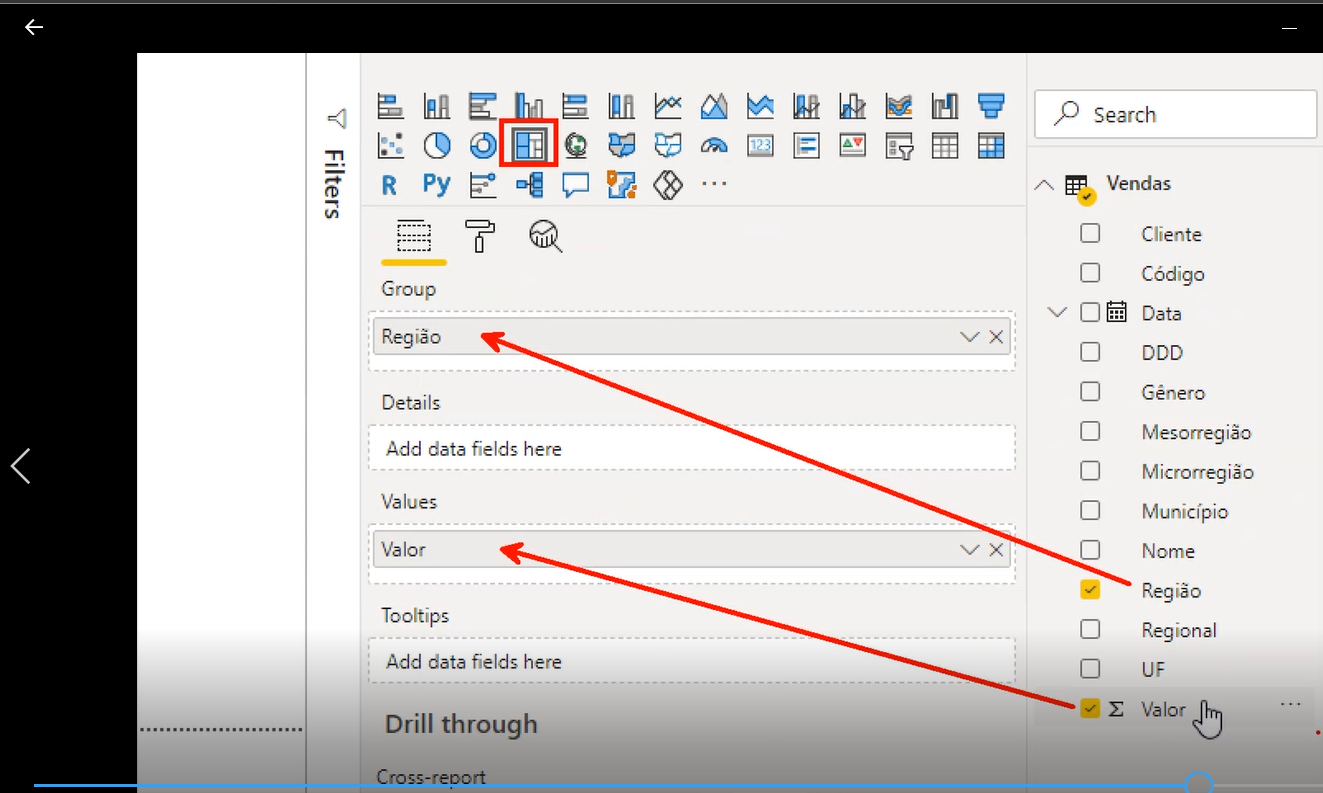 Filters
123
R Py
Group
Região
Details
Add data fields here
Values
Valor
Tooltips
Add data fields here
Drill through
Cross-report
Search
Vendas
Cliente
Código
Data
DDD
Gênero
Mesorregião
Microrregião
Município
Nome
Região
Regional
UF
Σ Valor